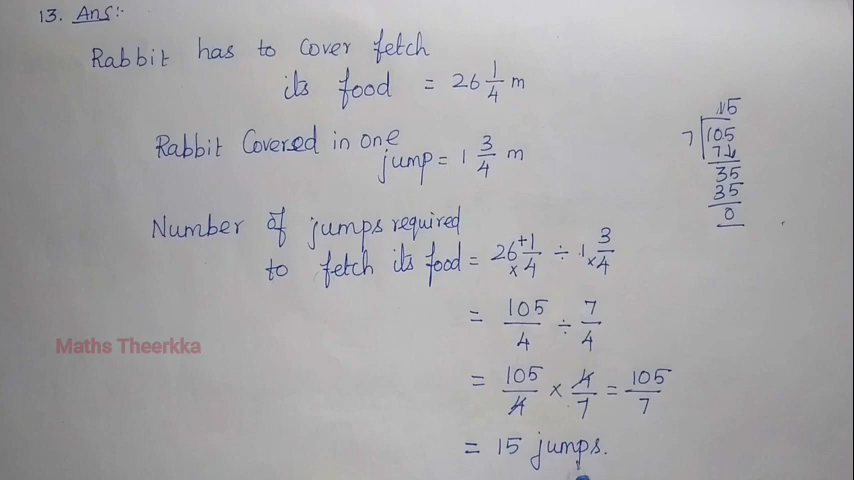 13. Ans:-
Rabbit has to cover fetch
its food = 26 1/4 m
Rabbit Covered in one
jump = 1 3/4 m
Number of jumps required
to fetch its food = 26 +1/×4 ÷ 1 3/×4
= 105/4 ÷ 7/4
= 105/4 × 4/7 = 105/7
= 15 jumps.
15
7 105
7↓
35
35
0
Maths Theerkka